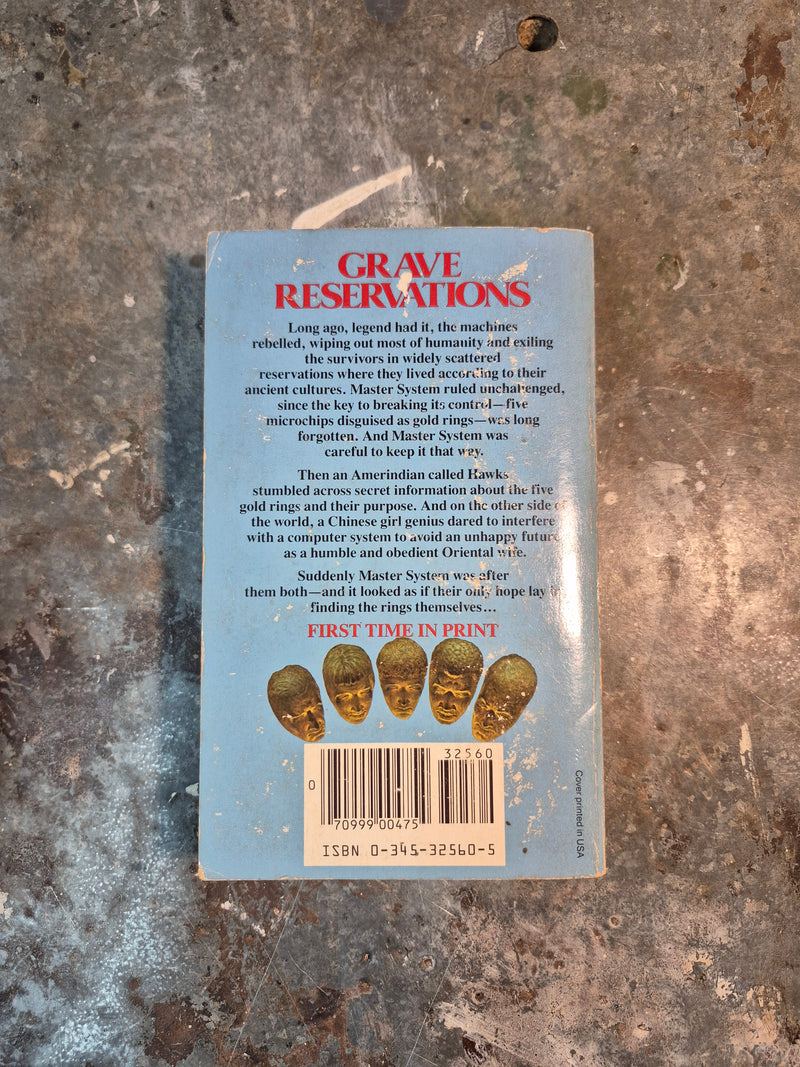 GRAVE
RESERVATIONS
Long ago, legend had it, the machines
rebelled, wiping out most of humanity and exiling
the survivors in widely scattered
reservations where they lived according to their
ancient cultures. Master System ruled unchallenged,
since the key to breaking its control—five
microchips disguised as gold rings—was long
forgotten. And Master System was
careful to keep it that way.
Then an Amerindian called Hawks
stumbled across secret information about the five
gold rings and their purpose. And on the other side of
the world, a Chinese girl genius dared to interfere
with a computer system to avoid an unhappy future
as a humble and obedient Oriental wife.
Suddenly Master System was after
them both—and it looked as if their only hope lay
finding the rings themselves...
FIRST TIME IN PRINT
32560
0
70999 00475
ISBN 0-345-32560-5
Cover printed in USA